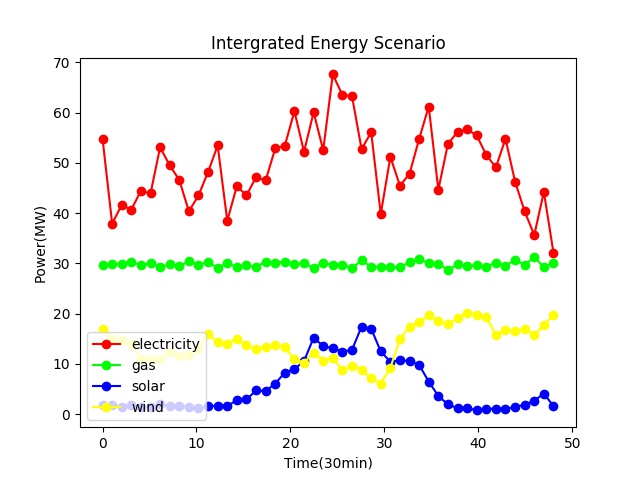 Intergrated Energy Scenario
Power(MW)
70
60
50
40
30
20
10
0
electricity
gas
solar
wind
0 10 20 30 40 50
Time(30min)